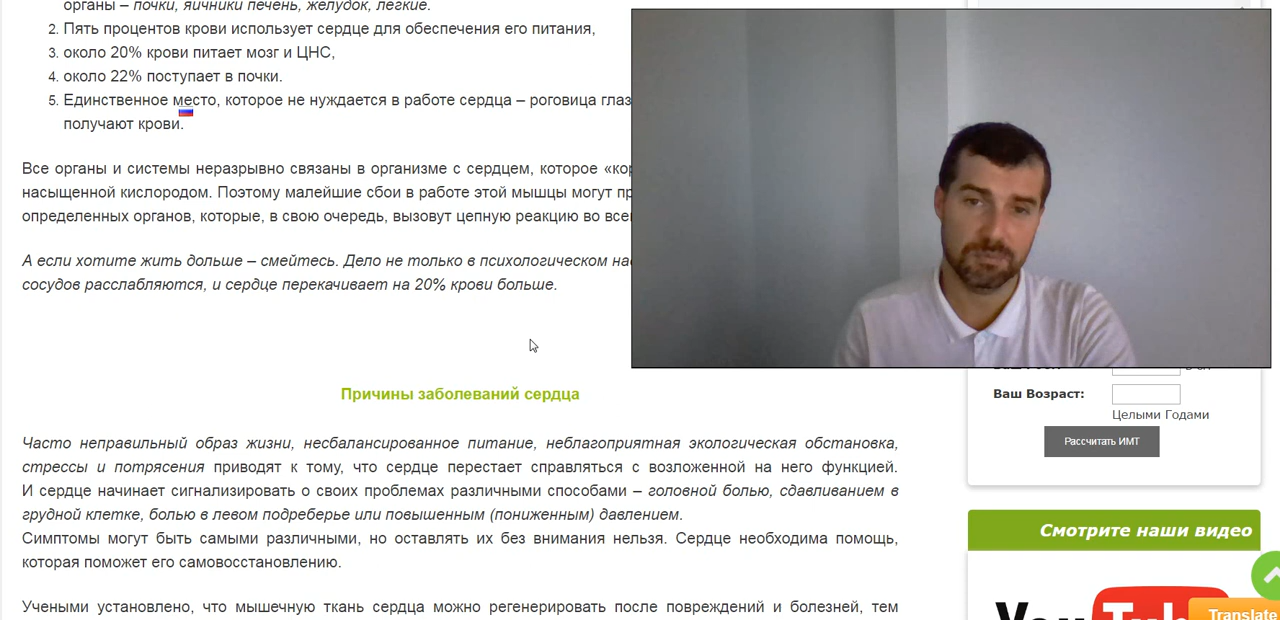 органы – почки, яичники печень, желудок, легкие.
2. Пять процентов крови использует сердце для обеспечения его питания,
3. около 20% крови питает мозг и ЦНС,
4. около 22% поступает в почки.
5. Единственное место, которое не нуждается в работе сердца – роговица глаз
получают крови.
Все органы и системы неразрывно связаны в организме с сердцем, которое
насыщенной кислородом. Поэтому малейшие сбои в работе этой мышцы могут
определенных органов, которые, в свою очередь, вызовут цепную реакцию во
А если хотите жить дольше – смейтесь. Дело не только в психологическом
сосудов расслабляются, и сердце перекачивает на 20% крови больше.
Причины заболеваний сердца
Часто неправильный образ жизни, несбалансированное питание, неблагоприятная экологическая обстановка,
стрессы и потрясения приводят к тому, что сердце перестает справляться с возложенной на него функцией.
И сердце начинает сигнализировать о своих проблемах различными способами – головной болью, сдавливанием в
грудной клетке, болью в левом подреберье или повышенным (пониженным) давлением.
Симптомы могут быть самыми различными, но оставлять их без внимания нельзя. Сердце необходима помощь,
которая поможет его самовосстановлению.
Учеными установлено, что мышечную ткань сердца можно регенерировать после повреждений и болезней, тем
Ваш Возраст:
Целыми Годами
Рассчитать ИМТ
Смотрите наши видео
Translate